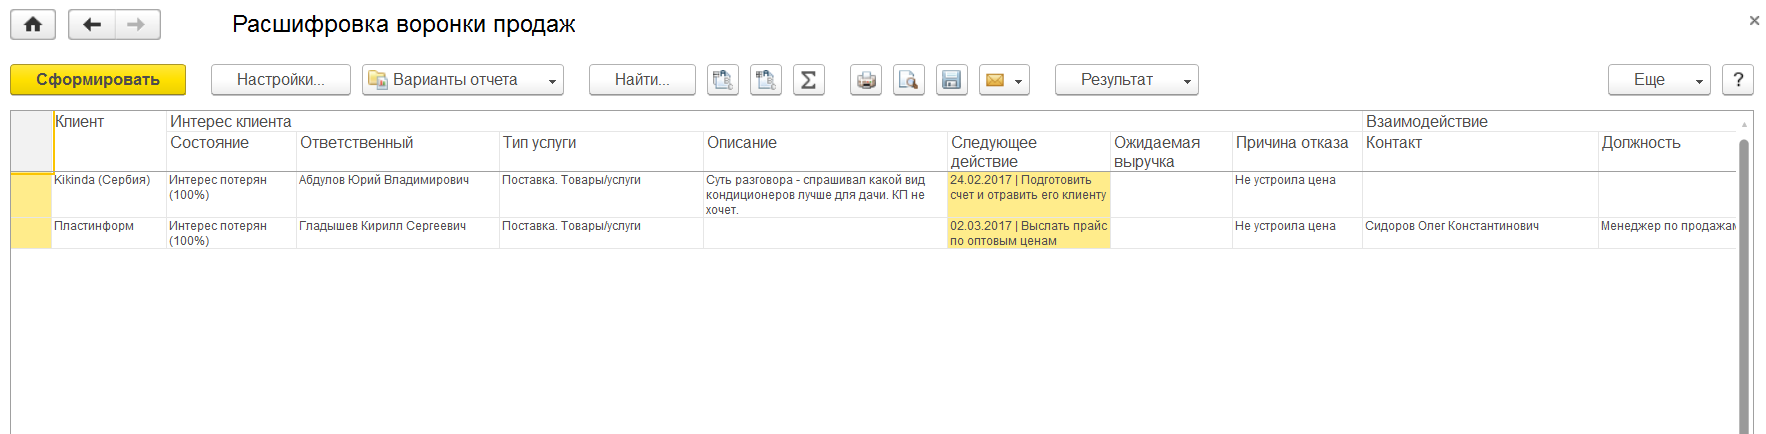 Расшифровка воронки продаж
×
Сформировать
Настройки...
Варианты отчета
Найти...
Σ
Результат
Еще
?
Клиент
Интерес клиента
Взаимодействие
Состояние
Ответственный
Тип услуги
Описание
Следующее
действие
Ожидаемая
выручка
Причина отказа
Контакт
Должность
Kikinda (Сербия)
Интерес потерян
(100%)
Абдулов Юрий Владимирович
Поставка. Товары/услуги
Суть разговора - спрашивал какой вид
кондиционеров лучше для дачи. КП не
хочет.
24.02.2017 | Подготовить
счет и отравить его клиенту
Не устроила цена
Пластинформ
Интерес потерян
(100%)
Гладышев Кирилл Сергеевич
Поставка. Товары/услуги
02.03.2017 | Выслать прайс
по оптовым ценам
Не устроила цена
Сидоров Олег Константинович
Менеджер по продажам